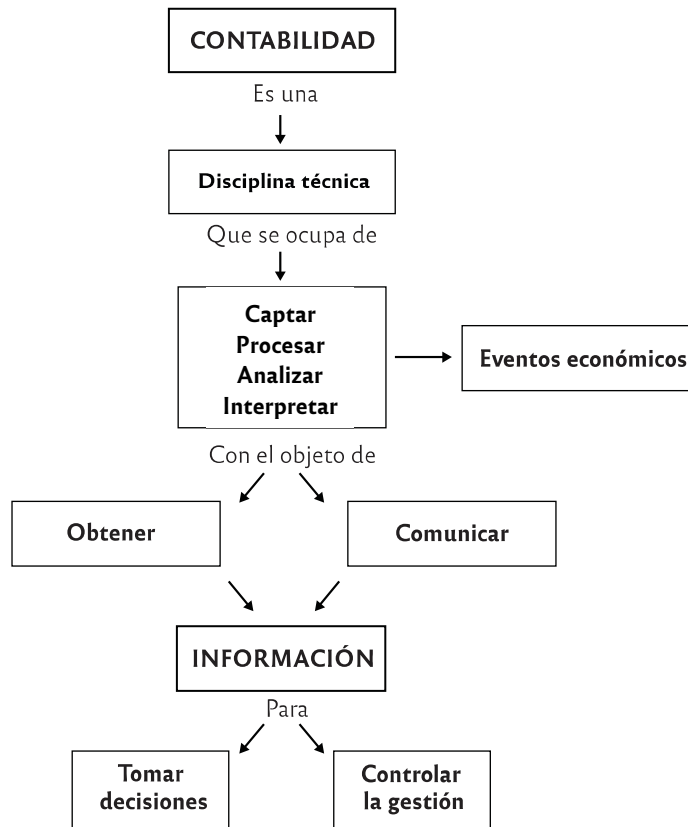 CONTABILIDAD
Es una
Disciplina técnica
Que se ocupa de
Captar
Procesar
Analizar
Interpretar
Eventos económicos
Con el objeto de
Obtener
Comunicar
INFORMACIÓN
Para
Tomar
decisiones
Controlar
la gestión